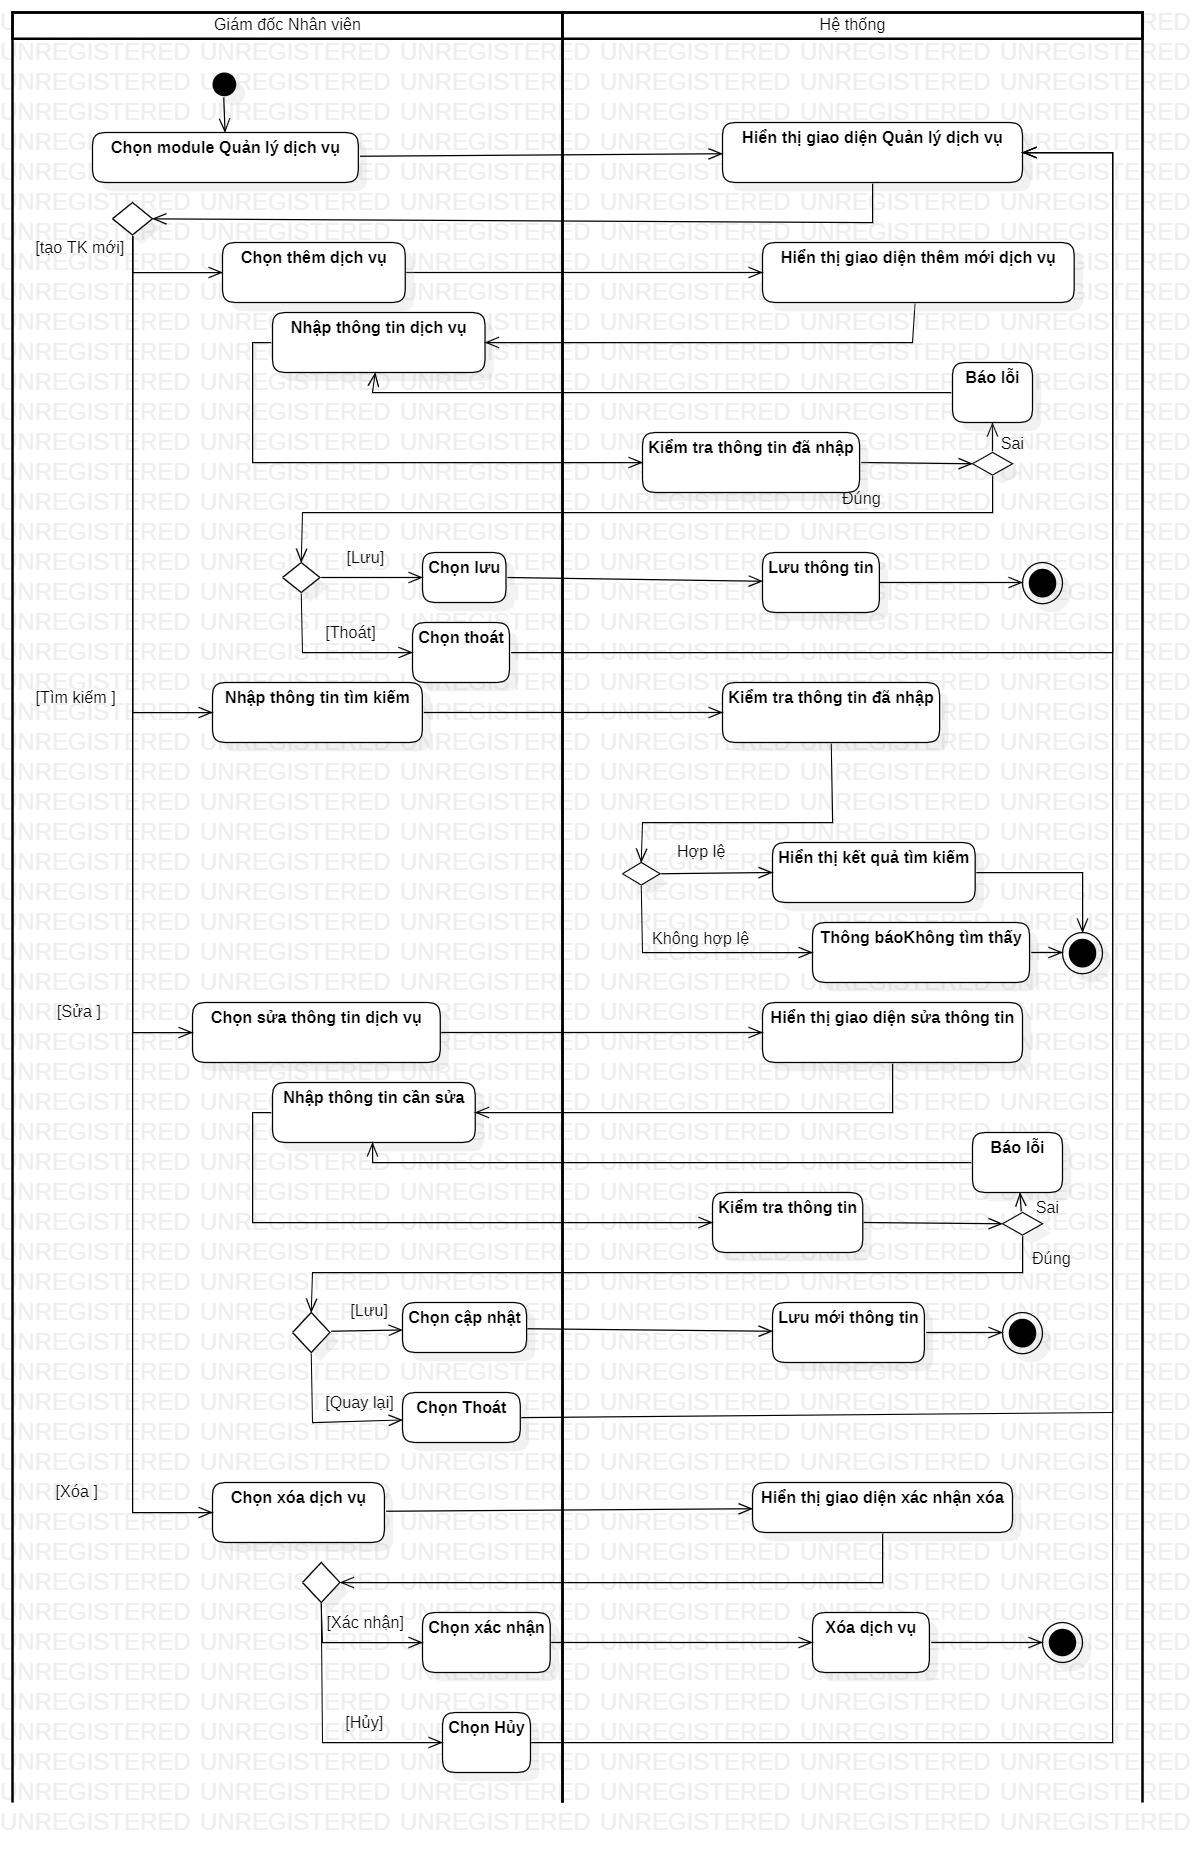 Giám đốc Nhân viên
Hệ thống
Chọn module Quản lý dịch vụ
Hiển thị giao diện Quản lý dịch vụ
[tạo TK mới]
Chọn thêm dịch vụ
Hiển thị giao diện thêm mới dịch vụ
Nhập thông tin dịch vụ
Báo lỗi
Sai
Kiểm tra thông tin đã nhập
Đúng
[Lưu]
Chọn lưu
Lưu thông tin
[Thoát]
Chọn thoát
[Tìm kiếm ]
Nhập thông tin tìm kiếm
Kiểm tra thông tin đã nhập
Hợp lệ
Hiển thị kết quả tìm kiếm
Không hợp lệ
Thông báoKhông tìm thấy
[Sửa ]
Chọn sửa thông tin dịch vụ
Hiển thị giao diện sửa thông tin
Nhập thông tin cần sửa
Báo lỗi
Sai
Kiểm tra thông tin
Đúng
[Lưu]
Chọn cập nhật
Lưu mới thông tin
[Quay lại]
Chọn Thoát
[Xóa ]
Chọn xóa dịch vụ
Hiển thị giao diện xác nhận xóa
[Xác nhận]
Chọn xác nhận
Xóa dịch vụ
[Hủy]
Chọn Hủy
UNREGISTERED